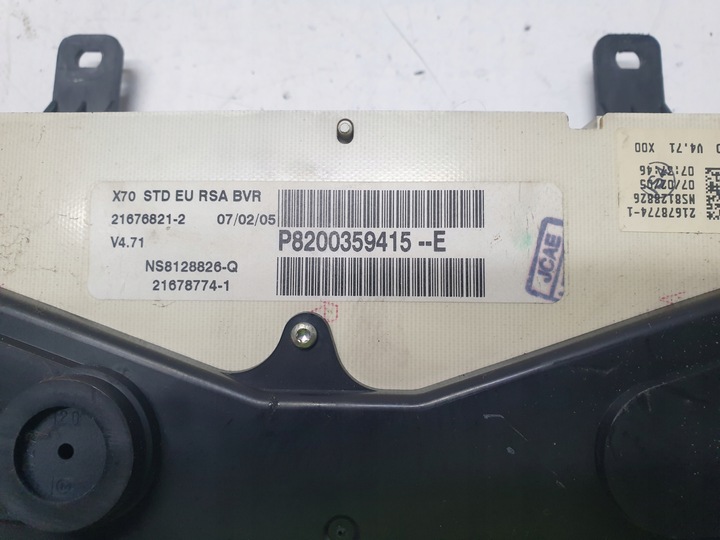 X70 STD EU RSA BVR
21676821-2 07/02/05
V4.71
P8200359415--E
NS8128826-Q
21678774-1
JCAE
V4.71 X00
07/02/05
NS8128826
21678774-1
20